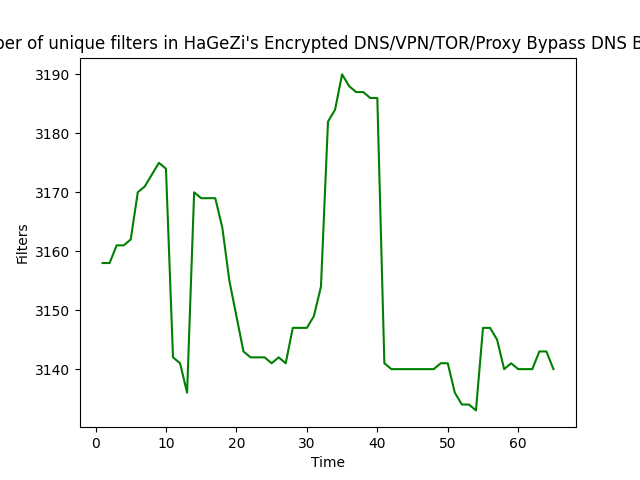 ber of unique filters in HaGeZi's Encrypted DNS/VPN/TOR/Proxy Bypass DNS B
3190
3180
3170
3160
3150
3140
Filters
0 10 20 30 40 50 60
Time